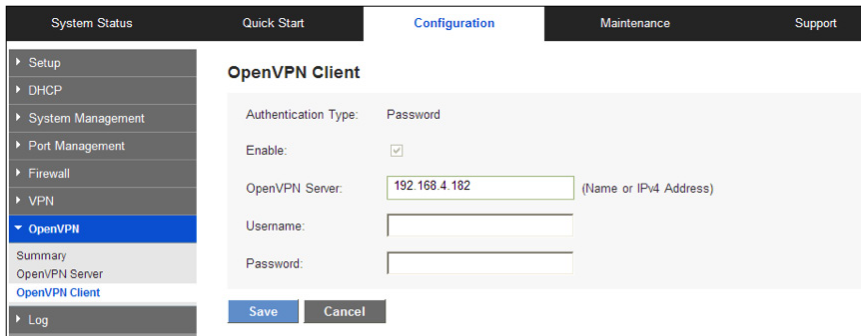 System Status Quick Start Configuration Maintenance Support
Setup
DHCP
System Management
Port Management
Firewall
VPN
OpenVPN
Summary
OpenVPN Server
OpenVPN Client
Log
OpenVPN Client
Authentication Type: Password
Enable:
OpenVPN Server: 192.168.4.182 (Name or IPv4 Address)
Username:
Password:
Save Cancel